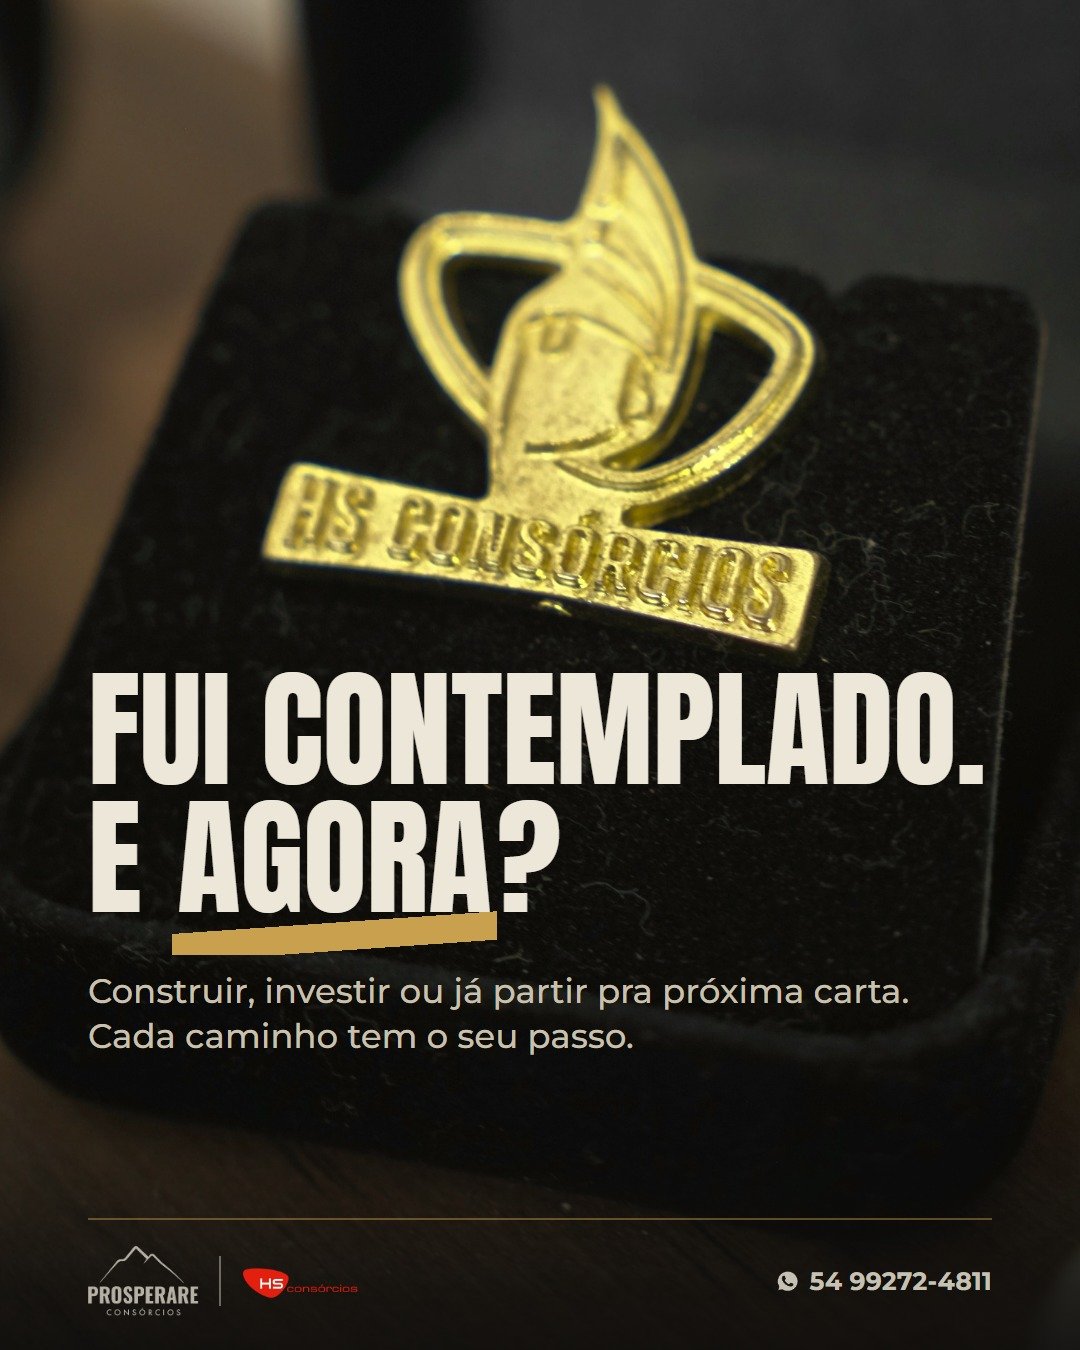 HS CONSÓRCIOS
FUI CONTEMPLADO.
E AGORA?
Construir, investir ou já partir pra próxima carta.
Cada caminho tem o seu passo.
PROSPERARE
CONSÓRCIOS
HS consórcios
54 99272-4811